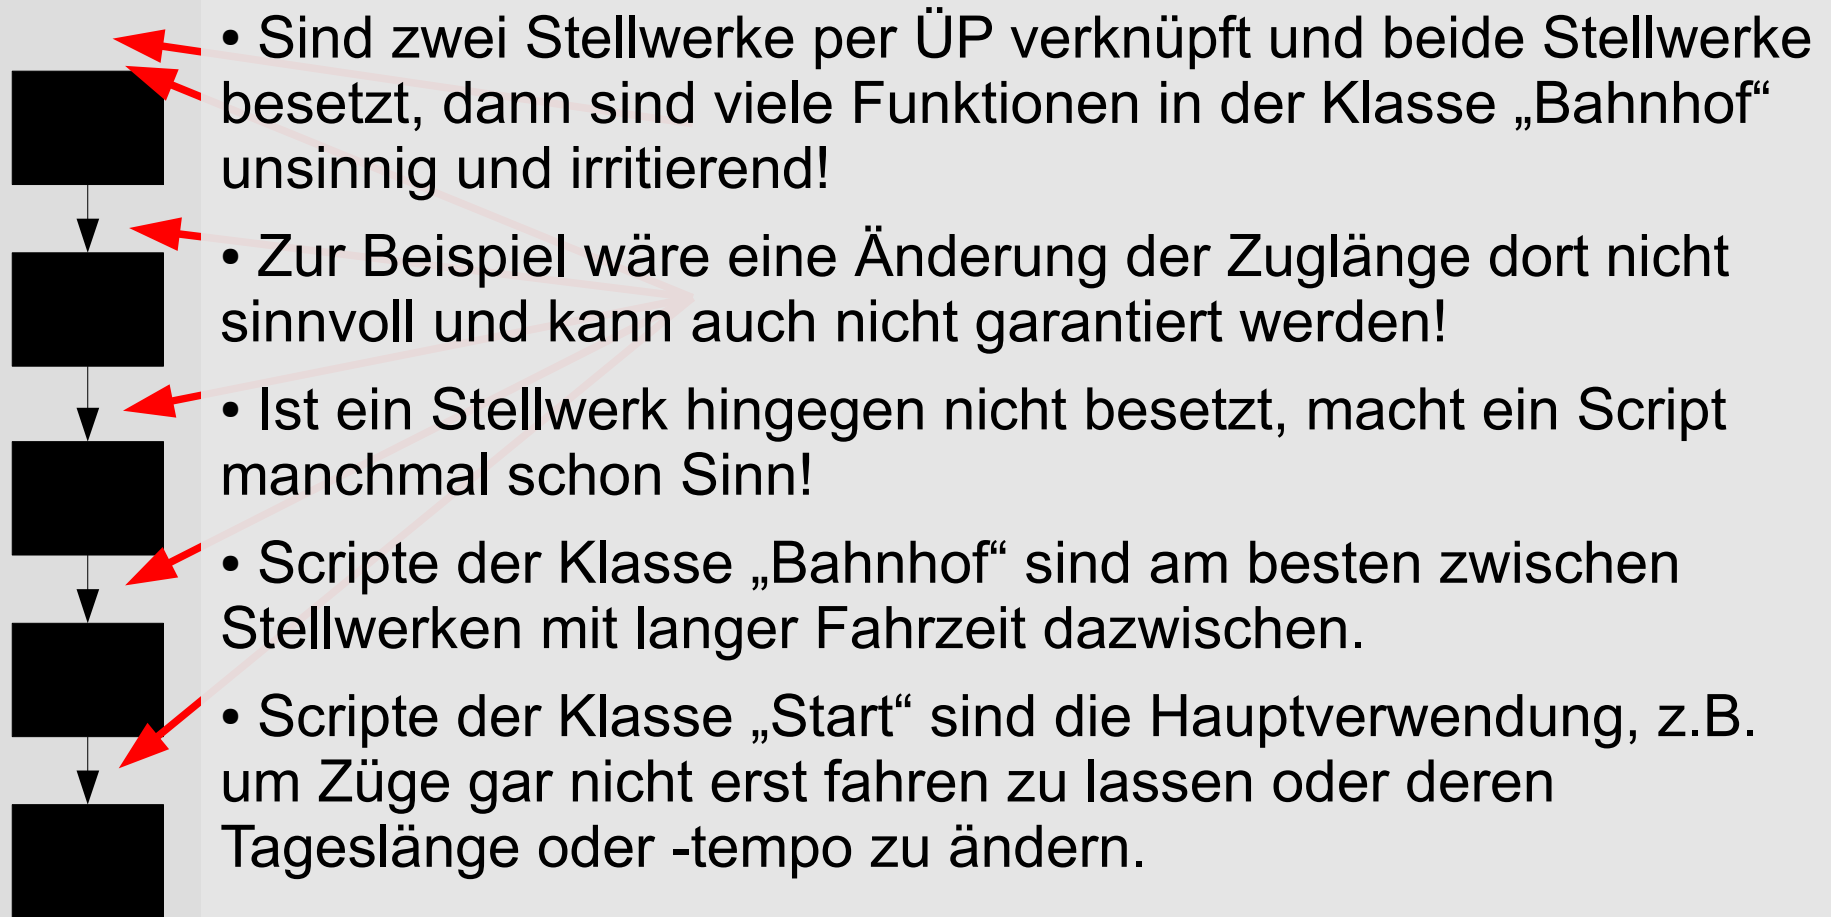 • Sind zwei Stellwerke per ÜP verknüpft und beide Stellwerke
besetzt, dann sind viele Funktionen in der Klasse „Bahnhof“
unsinnig und irritierend!
• Zur Beispiel wäre eine Änderung der Zuglänge dort nicht
sinnvoll und kann auch nicht garantiert werden!
• Ist ein Stellwerk hingegen nicht besetzt, macht ein Script
manchmal schon Sinn!
• Scripte der Klasse „Bahnhof“ sind am besten zwischen
Stellwerken mit langer Fahrzeit dazwischen.
• Scripte der Klasse „Start“ sind die Hauptverwendung, z.B.
um Züge gar nicht erst fahren zu lassen oder deren
Tageslänge oder -tempo zu ändern.